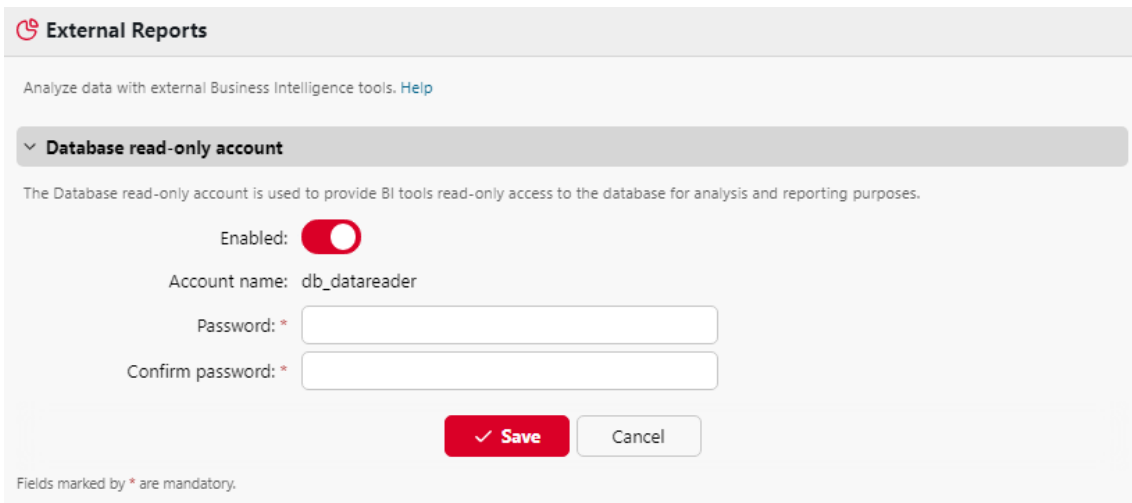 External Reports
Analyze data with external Business Intelligence tools. Help
Database read-only account
The Database read-only account is used to provide BI tools read-only access to the database for analysis and reporting purposes.
Enabled:
Account name: db_datareader
Password: *
Confirm password: *
Save Cancel
Fields marked by * are mandatory.